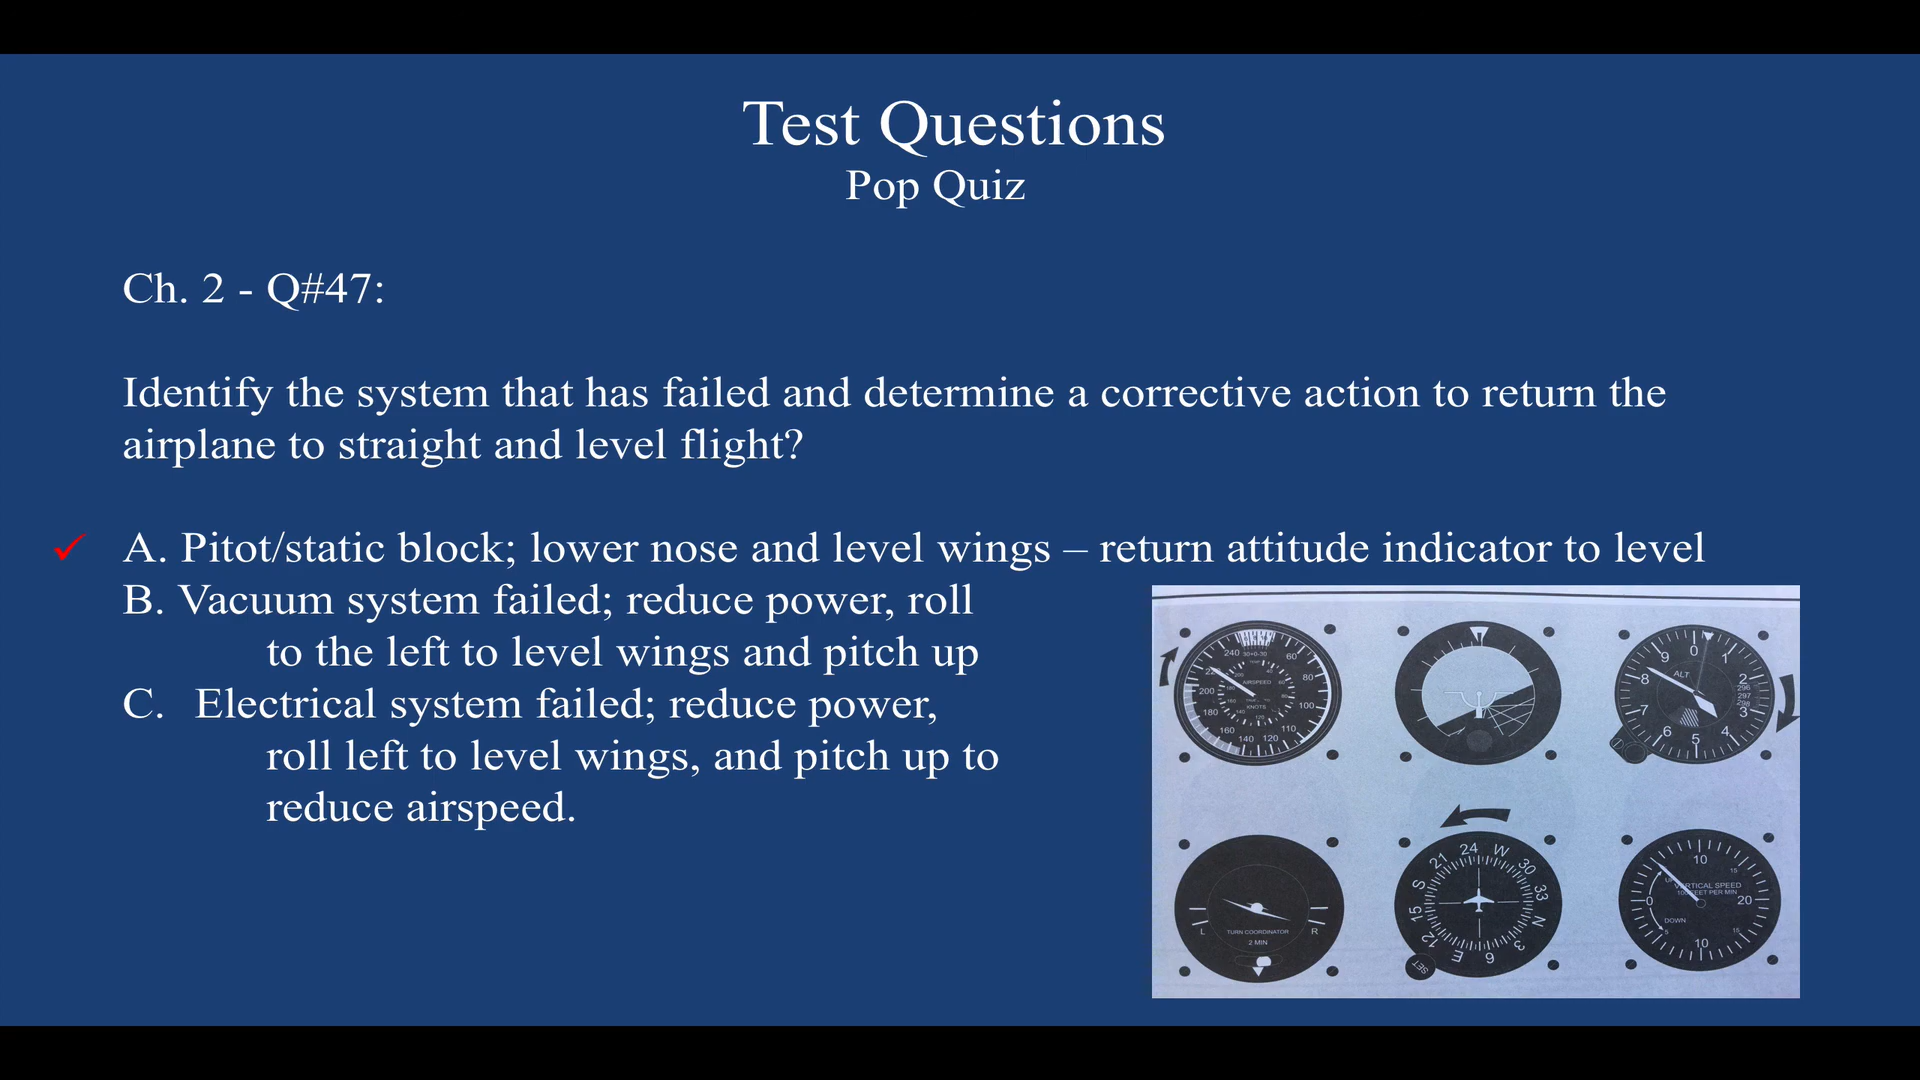 Test Questions
Pop Quiz
Ch. 2 - Q#47:
Identify the system that has failed and determine a corrective action to return the
airplane to straight and level flight?
A. Pitot/static block; lower nose and level wings – return attitude indicator to level
B. Vacuum system failed; reduce power, roll
to the left to level wings and pitch up
C. Electrical system failed; reduce power,
roll left to level wings, and pitch up to
reduce airspeed.
240 60 80 100 110 120 140 160 180 200
AIRSPEED
KNOTS
0 1 2 3 4 5 6 7 8 9
ALT
L R
TURN COORDINATOR
2 MIN
24 W 30 33 N 3 6 E 12 15 S 21
SET
10 15 20 15 10 5 0
VERTICAL SPEED
DOWN